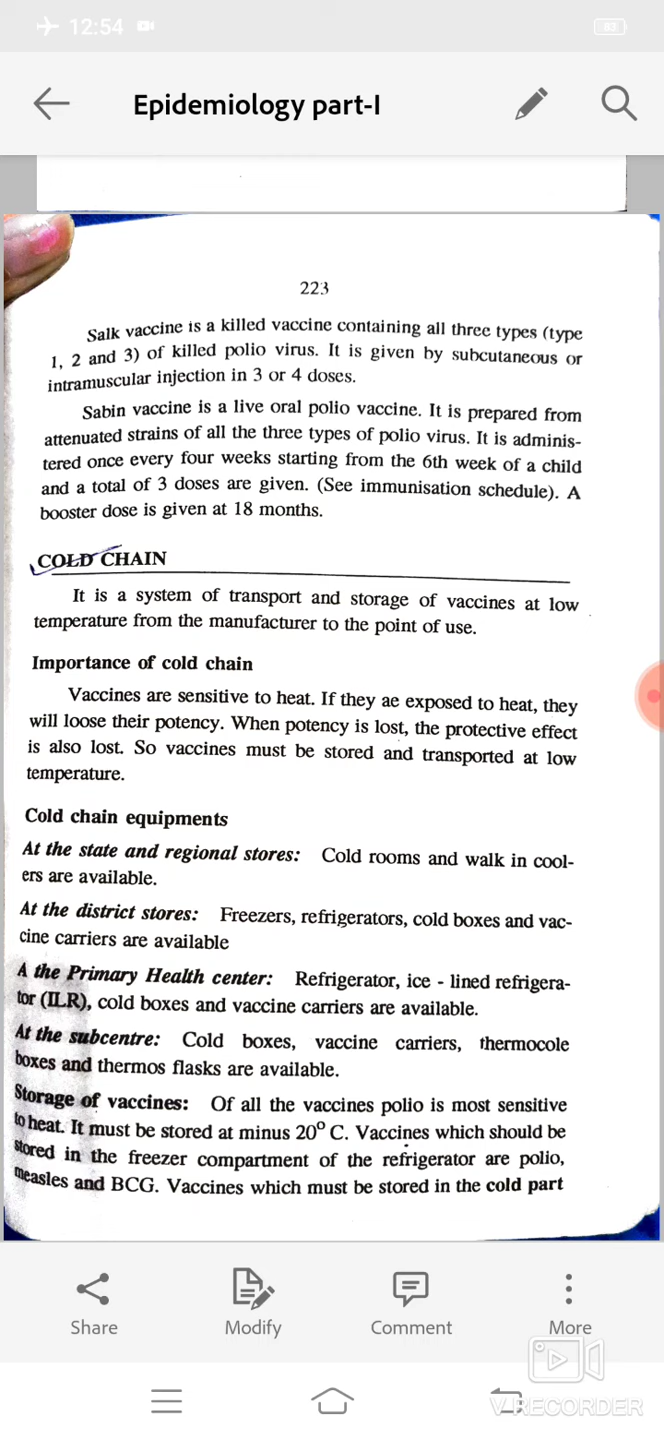 12:54
83
Epidemiology part-I
223
Salk vaccine is a killed vaccine containing all three types (type
1, 2 and 3) of killed polio virus. It is given by subcutaneous or
intramuscular injection in 3 or 4 doses.
Sabin vaccine is a live oral polio vaccine. It is prepared from
attenuated strains of all the three types of polio virus. It is adminis-
tered once every four weeks starting from the 6th week of a child
and a total of 3 doses are given. (See immunisation schedule). A
booster dose is given at 18 months.
COLD CHAIN
It is a system of transport and storage of vaccines at low
temperature from the manufacturer to the point of use.
Importance of cold chain
Vaccines are sensitive to heat. If they ae exposed to heat, they
will loose their potency. When potency is lost, the protective effect
is also lost. So vaccines must be stored and transported at low
temperature.
Cold chain equipments
At the state and regional stores: Cold rooms and walk in cool-
ers are available.
At the district stores: Freezers, refrigerators, cold boxes and vac-
cine carriers are available
A the Primary Health center: Refrigerator, ice - lined refrigera-
tor (ILR), cold boxes and vaccine carriers are available.
At the subcentre: Cold boxes, vaccine carriers, thermocole
boxes and thermos flasks are available.
Storage of vaccines: Of all the vaccines polio is most sensitive
to heat. It must be stored at minus 20° C. Vaccines which should be
stored in the freezer compartment of the refrigerator are polio,
measles and BCG. Vaccines which must be stored in the cold part
Share
Modify
Comment
More
V RECORDER